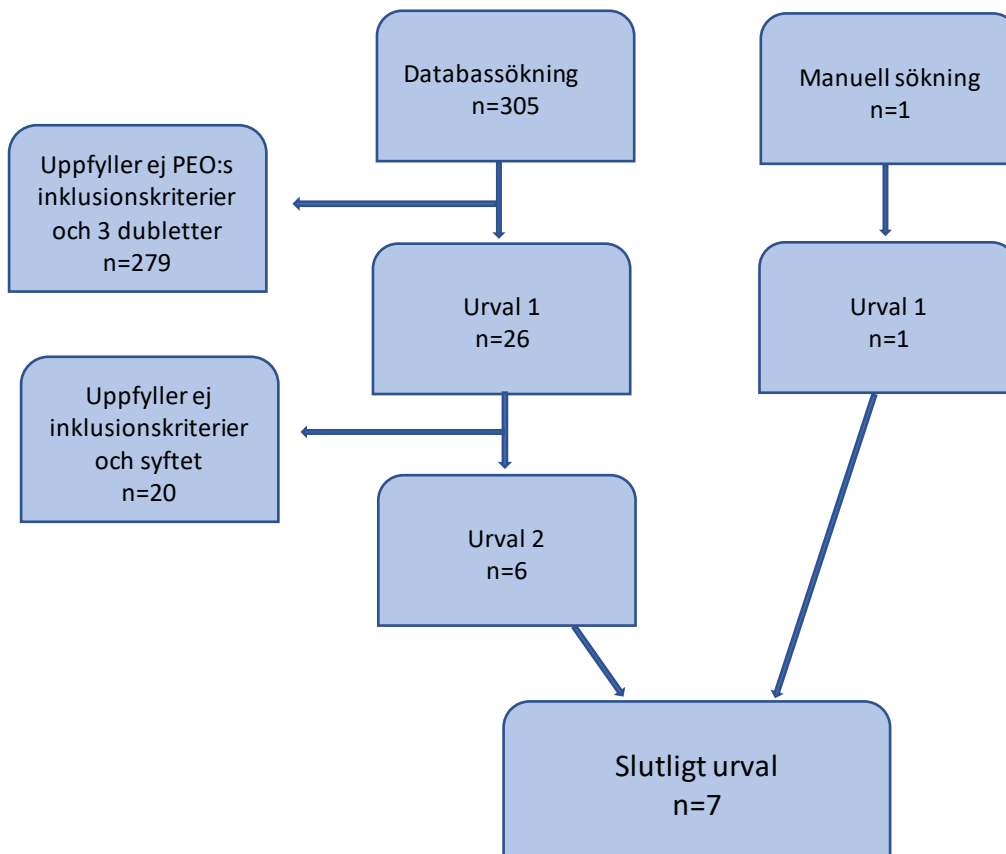 Databassökning
n=305
Manuell sökning
n=1
Uppfyller ej PEO:s
inklusionskriterier
och 3 dubletter
n=279
Urval 1
n=26
Urval 1
n=1
Uppfyller ej
inklusionskriterier
och syftet
n=20
Urval 2
n=6
Slutligt urval
n=7